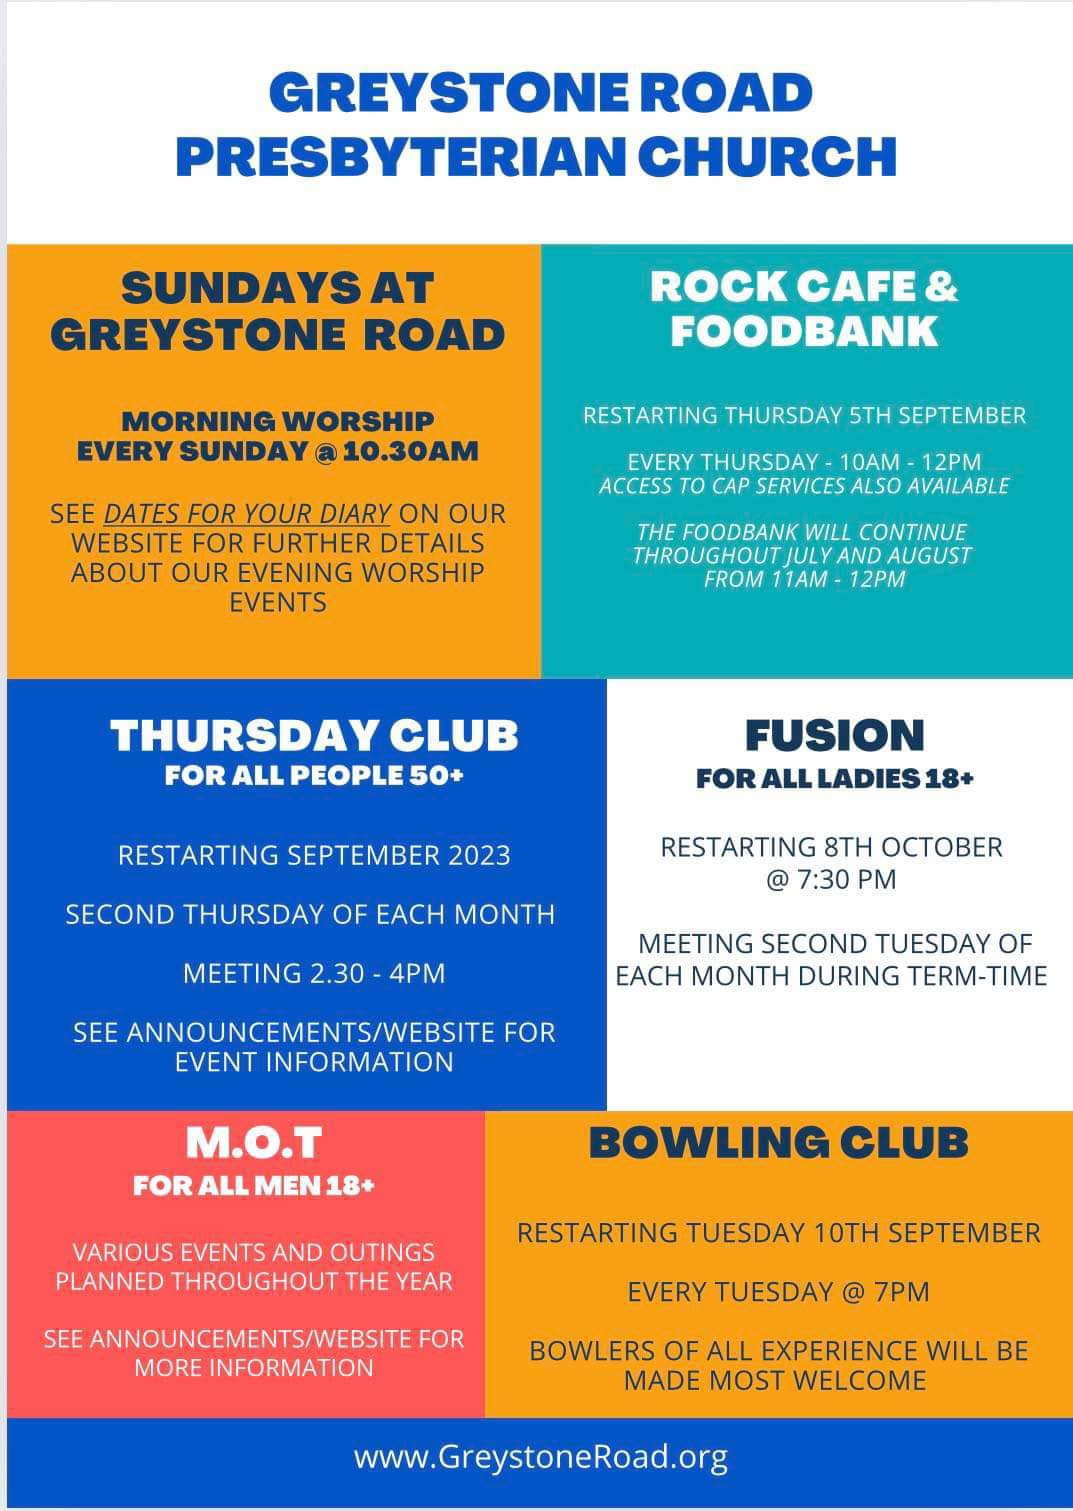 GREYSTONE ROAD
PRESBYTERIAN CHURCH
SUNDAYS AT
GREYSTONE ROAD
MORNING WORSHIP
EVERY SUNDAY @ 10.30AM
SEE DATES FOR YOUR DIARY ON OUR
WEBSITE FOR FURTHER DETAILS
ABOUT OUR EVENING WORSHIP
EVENTS
ROCK CAFE &
FOODBANK
RESTARTING THURSDAY 5TH SEPTEMBER
EVERY THURSDAY - 10AM - 12PM
ACCESS TO CAP SERVICES ALSO AVAILABLE
THE FOODBANK WILL CONTINUE
THROUGHOUT JULY AND AUGUST
FROM 11AM - 12PM
THURSDAY CLUB
FOR ALL PEOPLE 50+
RESTARTING SEPTEMBER 2023
SECOND THURSDAY OF EACH MONTH
MEETING 2.30 - 4PM
SEE ANNOUNCEMENTS/WEBSITE FOR
EVENT INFORMATION
FUSION
FOR ALL LADIES 18+
RESTARTING 8TH OCTOBER
@ 7:30 PM
MEETING SECOND TUESDAY OF
EACH MONTH DURING TERM-TIME
M.O.T
FOR ALL MEN 18+
VARIOUS EVENTS AND OUTINGS
PLANNED THROUGHOUT THE YEAR
SEE ANNOUNCEMENTS/WEBSITE FOR
MORE INFORMATION
BOWLING CLUB
RESTARTING TUESDAY 10TH SEPTEMBER
EVERY TUESDAY @ 7PM
BOWLERS OF ALL EXPERIENCE WILL BE
MADE MOST WELCOME
www.GreystoneRoad.org